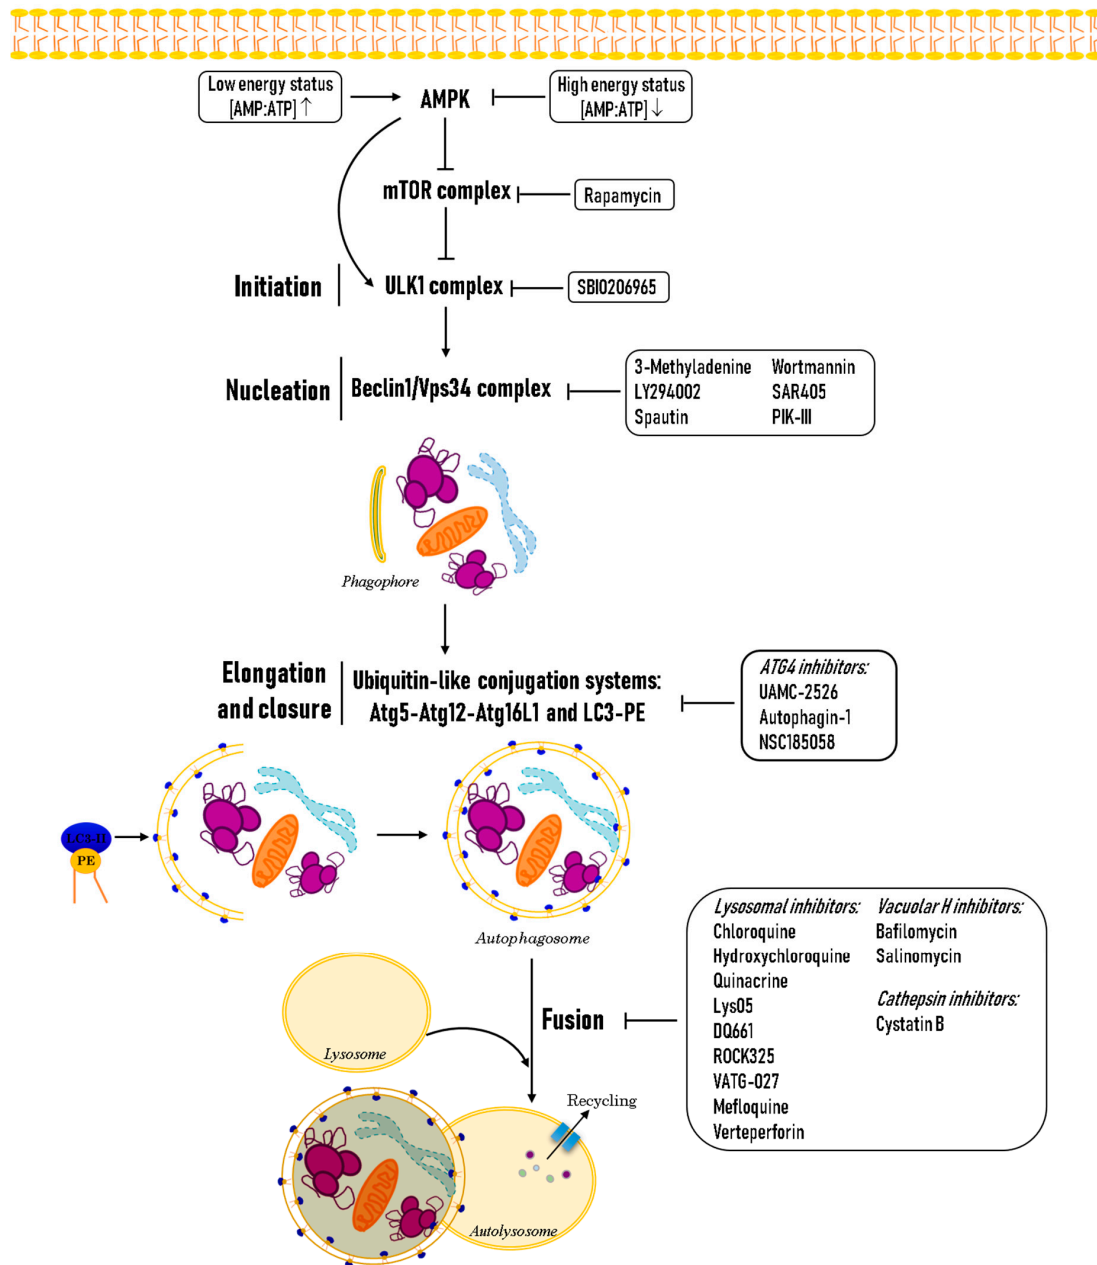 Low energy status
[AMP:ATP] ↑
AMPK
High energy status
[AMP:ATP] ↓
mTOR complex
Rapamycin
Initiation
ULK1 complex
SBI0206965
Nucleation
Beclin1/Vps34 complex
3-Methyladenine
LY294002
Spautin
Wortmannin
SAR405
PIK-III
Phagophore
Elongation
and closure
Ubiquitin-like conjugation systems:
Atg5-Atg12-Atg16L1 and LC3-PE
ATG4 inhibitors:
UAMC-2526
Autophagin-1
NSC185058
LC3-II
PE
Autophagosome
Lysosome
Fusion
Lysosomal inhibitors:
Chloroquine
Hydroxychloroquine
Quinacrine
Lys05
DQ661
ROCK325
VATG-027
Mefloquine
Verteperforin
Vacuolar H inhibitors:
Bafilomycin
Salinomycin
Cathepsin inhibitors:
Cystatin B
Recycling
Autolysosome